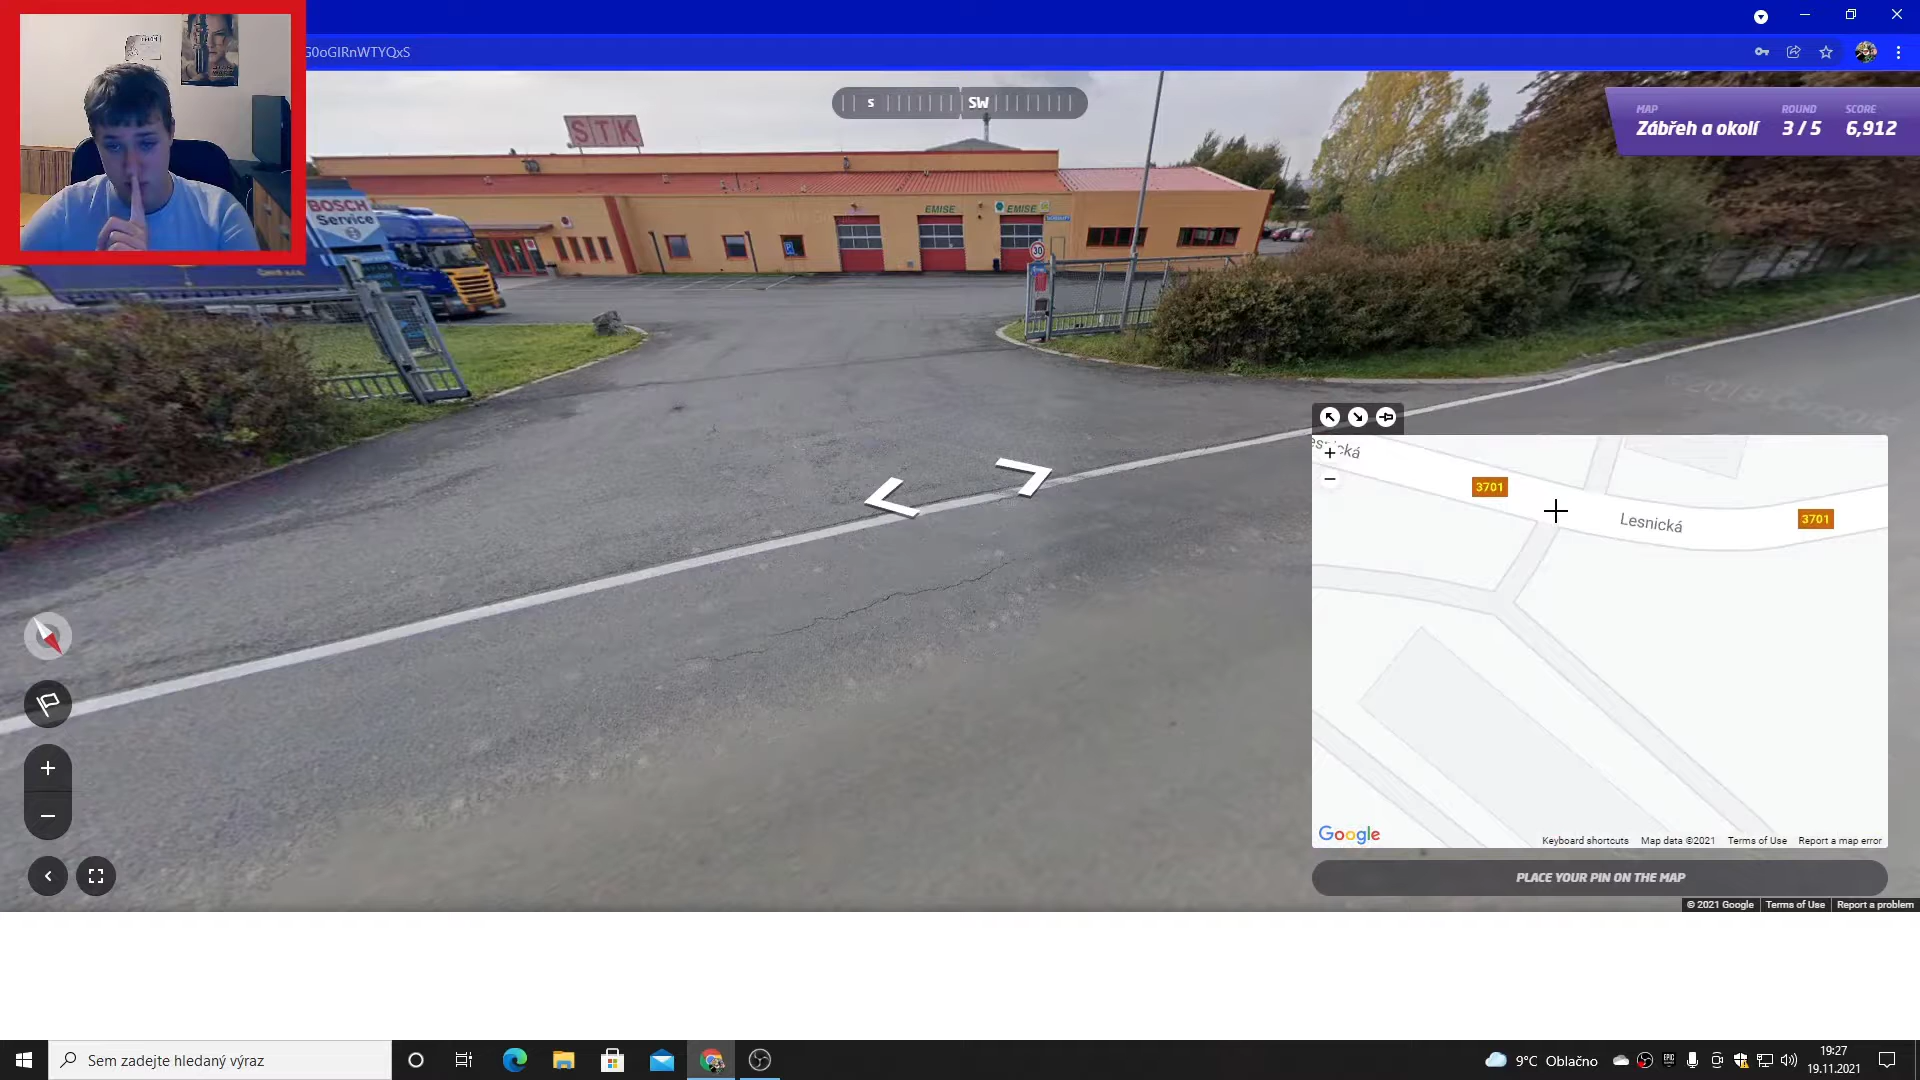 G0oGIRnWTYQxS
S SW
MAP ROUND SCORE
Zábřeh a okolí 3 / 5 6,912
STK
BOSCH
Service
EMISE EMISE
30
3701
Lesnická
3701
Google
Keyboard shortcuts Map data ©2021 Terms of Use Report a map error
PLACE YOUR PIN ON THE MAP
© 2021 Google Terms of Use Report a problem
Sem zadejte hledaný výraz
9°C Oblačno
19:27
19.11.2021